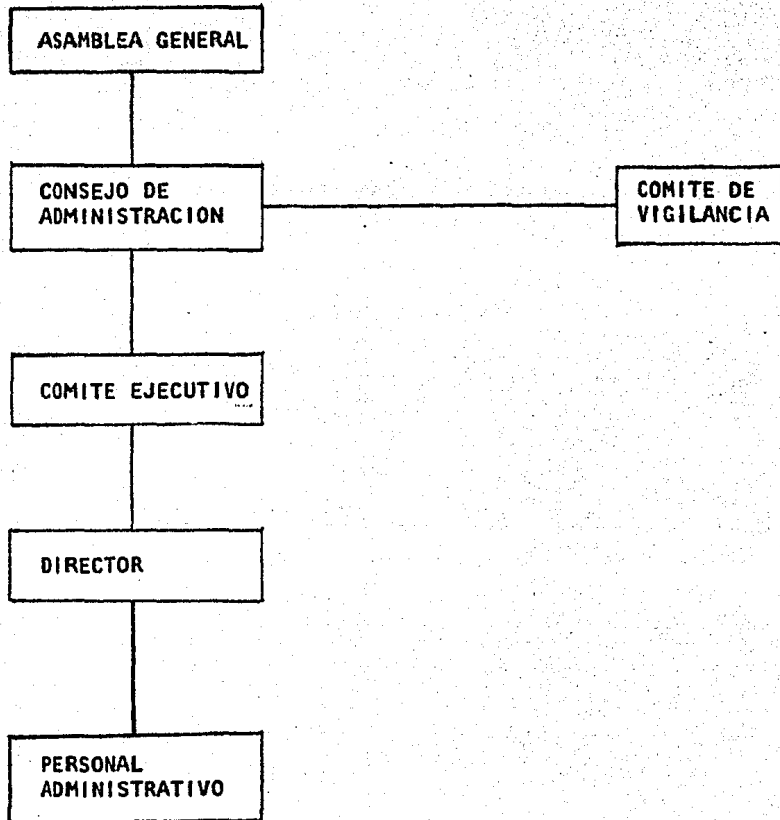 ASAMBLEA GENERAL
CONSEJO DE
ADMINISTRACION
COMITE DE
VIGILANCIA
COMITE EJECUTIVO
DIRECTOR
PERSONAL
ADMINISTRATIVO